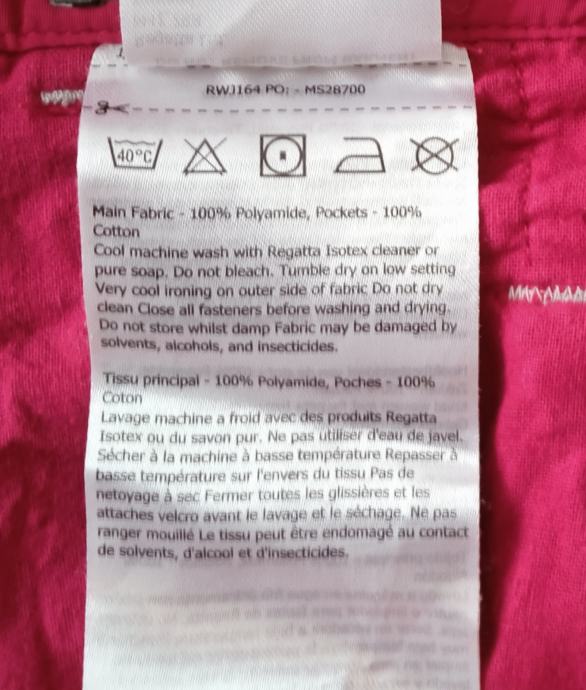 RWJ164 PO: - MS28700
40°C
Main Fabric - 100% Polyamide, Pockets - 100%
Cotton
Cool machine wash with Regatta Isotex cleaner or
pure soap. Do not bleach. Tumble dry on low setting
Very cool ironing on outer side of fabric Do not dry
clean Close all fasteners before washing and drying.
Do not store whilst damp Fabric may be damaged by
solvents, alcohols, and insecticides.
Tissu principal - 100% Polyamide, Poches - 100%
Coton
Lavage machine a froid avec des produits Regatta
Isotex ou du savon pur. Ne pas utiliser d'eau de javel.
Sécher à la machine à basse température Repasser à
basse température sur l'envers du tissu Pas de
netoyage à sec Fermer toutes les glissières et les
attaches velcro avant le lavage et le séchage. Ne pas
ranger mouillé Le tissu peut être endomagé au contact
de solvents, d'alcool et d'insecticides.